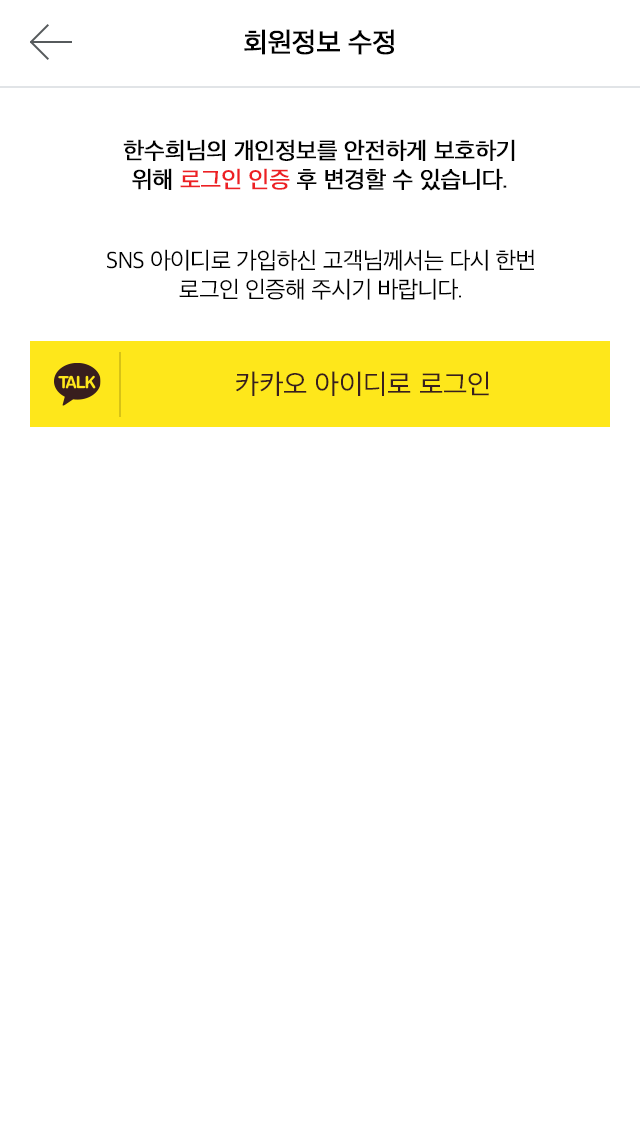 회원정보 수정
한수희님의 개인정보를 안전하게 보호하기
위해 로그인 인증 후 변경할 수 있습니다.
SNS 아이디로 가입하신 고객님께서는 다시 한번
로그인 인증해 주시기 바랍니다.
TALK 카카오 아이디로 로그인